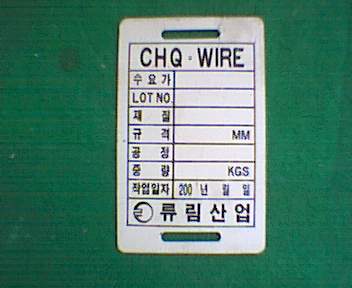 CHQ - WIRE
수요가
LOT NO.
재 질
규 격 MM
공 정
중 량 KGS
작업일자 200 년 월 일
류림산업